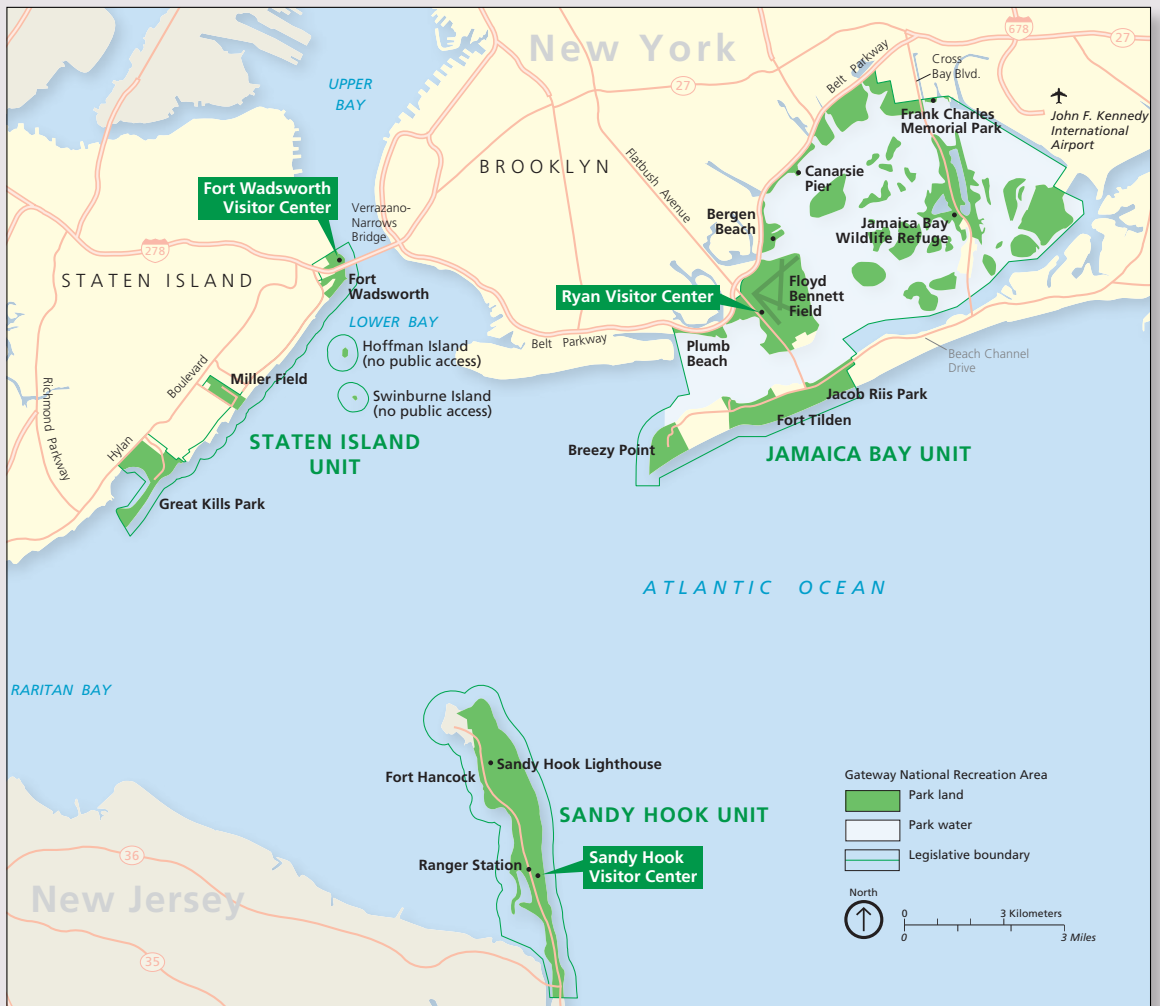 New York
678
27
Belt Parkway
Cross
Bay Blvd.
UPPER
BAY
27
John F. Kennedy
International
Airport
Frank Charles
Memorial Park
BROOKLYN
Flatbush Avenue
Canarsie
Pier
Fort Wadsworth
Visitor Center
Verrazano-
Narrows
Bridge
Bergen
Beach
Jamaica Bay
Wildlife Refuge
278
STATEN ISLAND
Fort
Wadsworth
Ryan Visitor Center
Floyd
Bennett
Field
LOWER BAY
Hoffman Island
(no public access)
Belt Parkway
Plumb
Beach
Beach Channel
Drive
Boulevard
Miller Field
Swinburne Island
(no public access)
Richmond Parkway
Jacob Riis Park
Fort Tilden
Hylan
STATEN ISLAND
UNIT
Breezy Point
JAMAICA BAY UNIT
Great Kills Park
ATLANTIC OCEAN
RARITAN BAY
Sandy Hook Lighthouse
Fort Hancock
SANDY HOOK UNIT
36
Ranger Station
Sandy Hook
Visitor Center
New Jersey
35
Gateway National Recreation Area
Park land
Park water
Legislative boundary
North
0 3 Kilometers
0 3 Miles